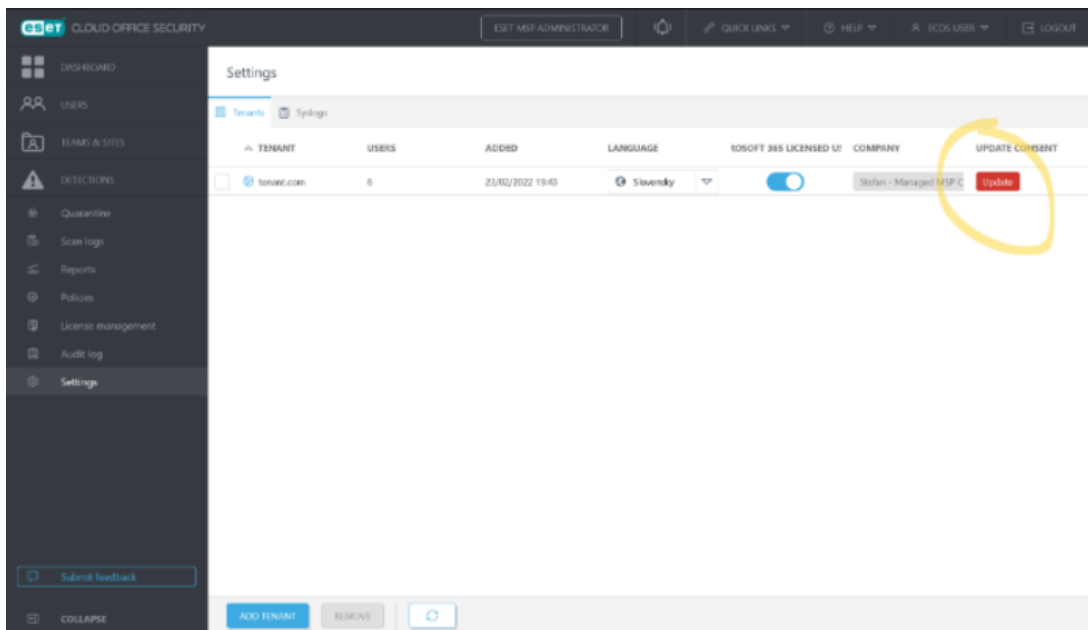 eset CLOUD OFFICE SECURITY ESET MSP ADMINISTRATOR QUICK LINKS HELP ECOS USER LOGOUT
DASHBOARD
USERS
TEAMS & SITES
DETECTIONS
Quarantine
Scan logs
Reports
Policies
License management
Audit log
Settings
Submit feedback
COLLAPSE
Settings
Tenants Syslogs
TENANT USERS ADDED LANGUAGE ROSOFT 365 LICENSED U: COMPANY UPDATE CONSENT
tenant.com 6 23/02/2022 19:43 Slovensky Stefan - Managed MSP C Update
ADD TENANT REMOVE